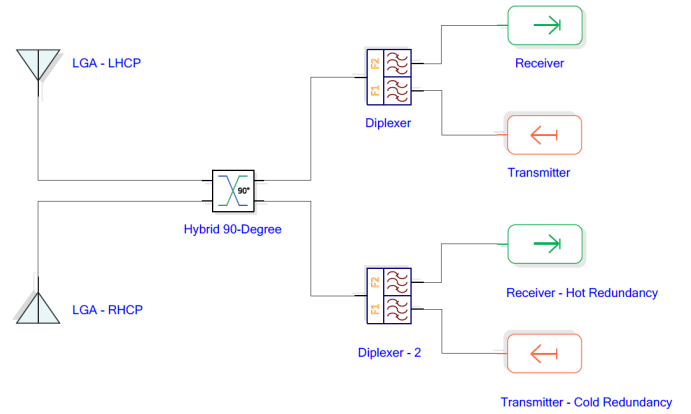 LGA - LHCP
F2
F1
Receiver
Diplexer
Transmitter
90°
Hybrid 90-Degree
LGA - RHCP
F2
F1
Receiver - Hot Redundancy
Diplexer - 2
Transmitter - Cold Redundancy